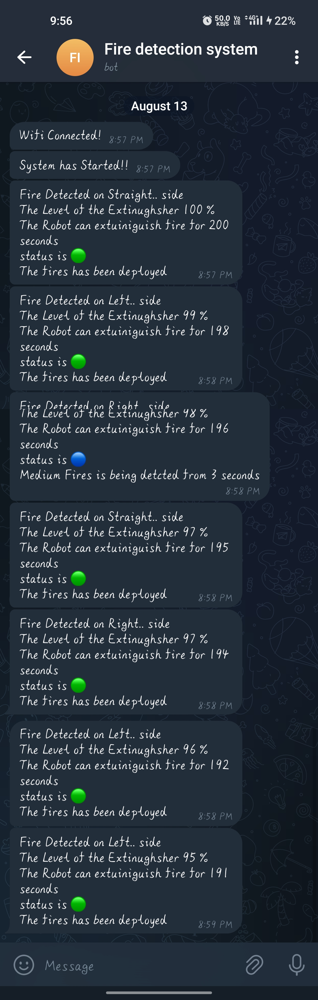 9:56
50.0 KB/S Vo LTE 4G+ 22%
FI
Fire detection system
bot
August 13
Wifi Connected! 8:57 PM
System has Started!! 8:57 PM
Fire Detected on Straight.. side
The Level of the Extinughsher 100 %
The Robot can extuiniguish fire for 200
seconds
status is 🟢
The fires has been deployed 8:57 PM
Fire Detected on Left.. side
The Level of the Extinughsher 99 %
The Robot can extuiniguish fire for 198
seconds
status is 🟢
The fires has been deployed 8:58 PM
Fire Detected on Right.. side
The Level of the Extinughsher 98 %
The Robot can extuiniguish fire for 196
seconds
status is 🔵
Medium Fires is being detcted from 3 seconds
8:58 PM
Fire Detected on Straight.. side
The Level of the Extinughsher 97 %
The Robot can extuiniguish fire for 195
seconds
status is 🟢
The fires has been deployed 8:58 PM
Fire Detected on Right.. side
The Level of the Extinughsher 97 %
The Robot can extuiniguish fire for 194
seconds
status is 🟢
The fires has been deployed 8:58 PM
Fire Detected on Left.. side
The Level of the Extinughsher 96 %
The Robot can extuiniguish fire for 192
seconds
status is 🟢
The fires has been deployed 8:58 PM
Fire Detected on Left.. side
The Level of the Extinughsher 95 %
The Robot can extuiniguish fire for 191
seconds
status is 🟢
The fires has been deployed 8:59 PM
Message